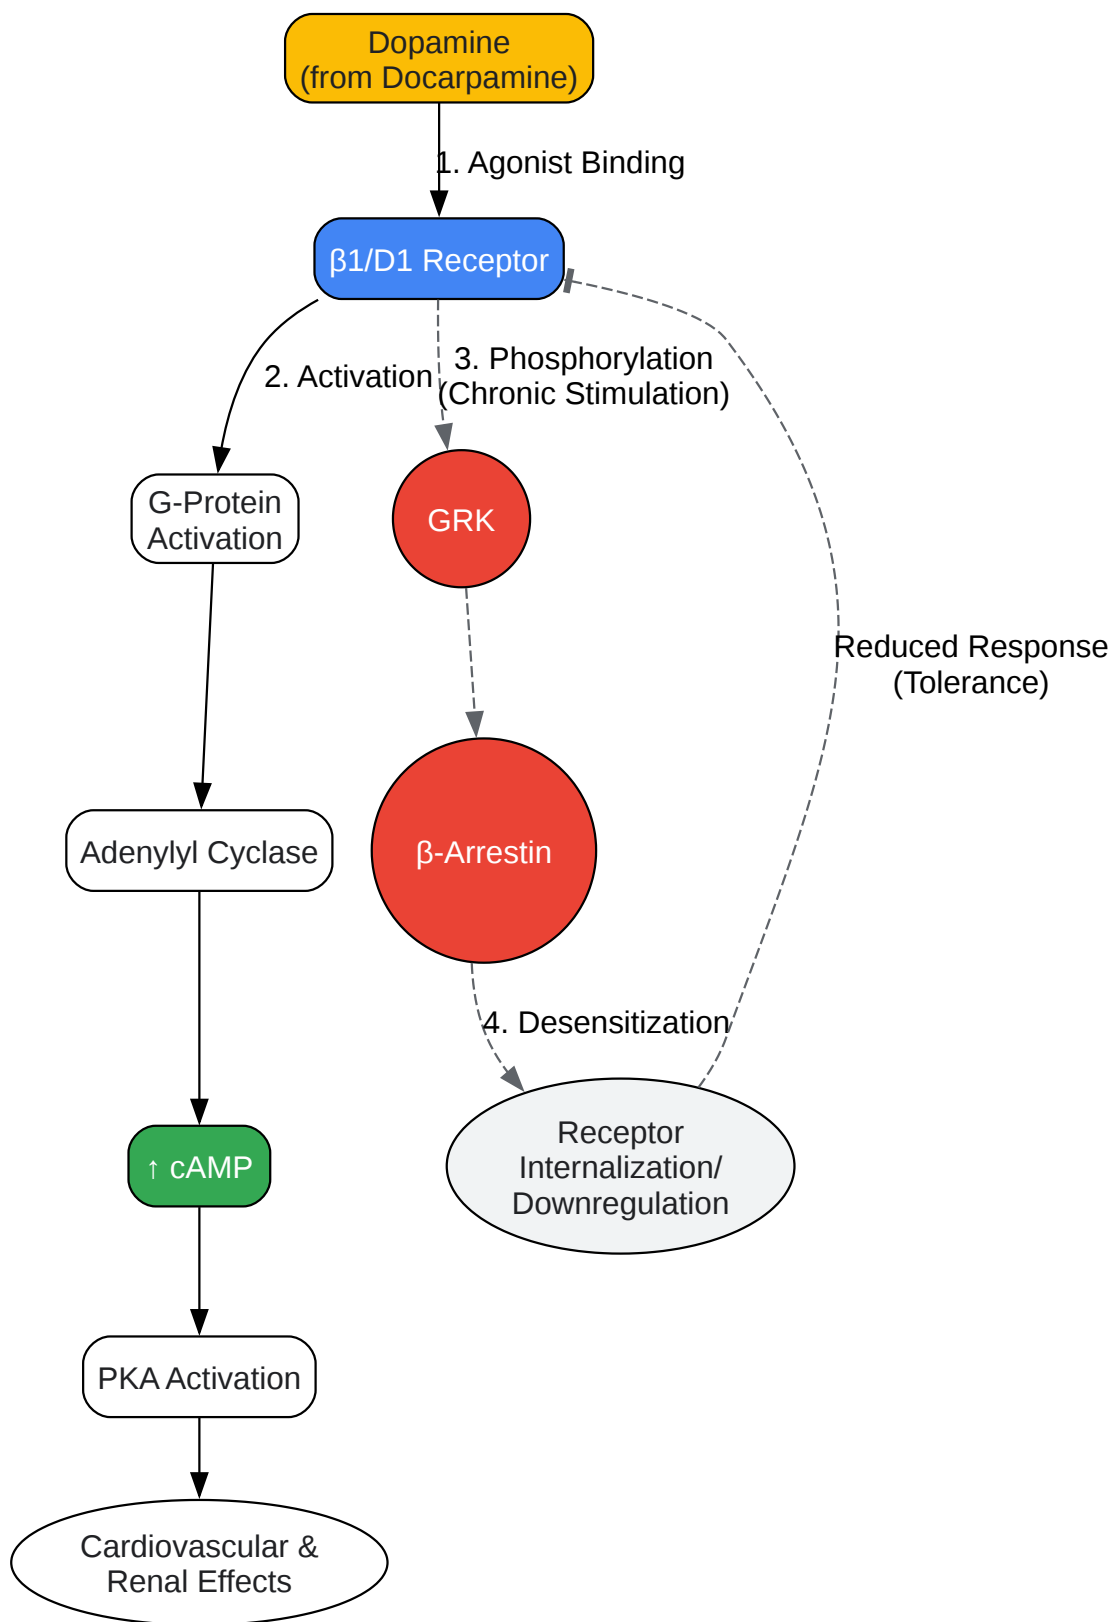 Dopamine
(from Docarpamine)
1. Agonist Binding
β1/D1 Receptor
2. Activation
3. Phosphorylation
(Chronic Stimulation)
G-Protein
Activation
GRK
Reduced Response
(Tolerance)
Adenylyl Cyclase
β-Arrestin
4. Desensitization
↑ cAMP
Receptor
Internalization/
Downregulation
PKA Activation
Cardiovascular &
Renal Effects